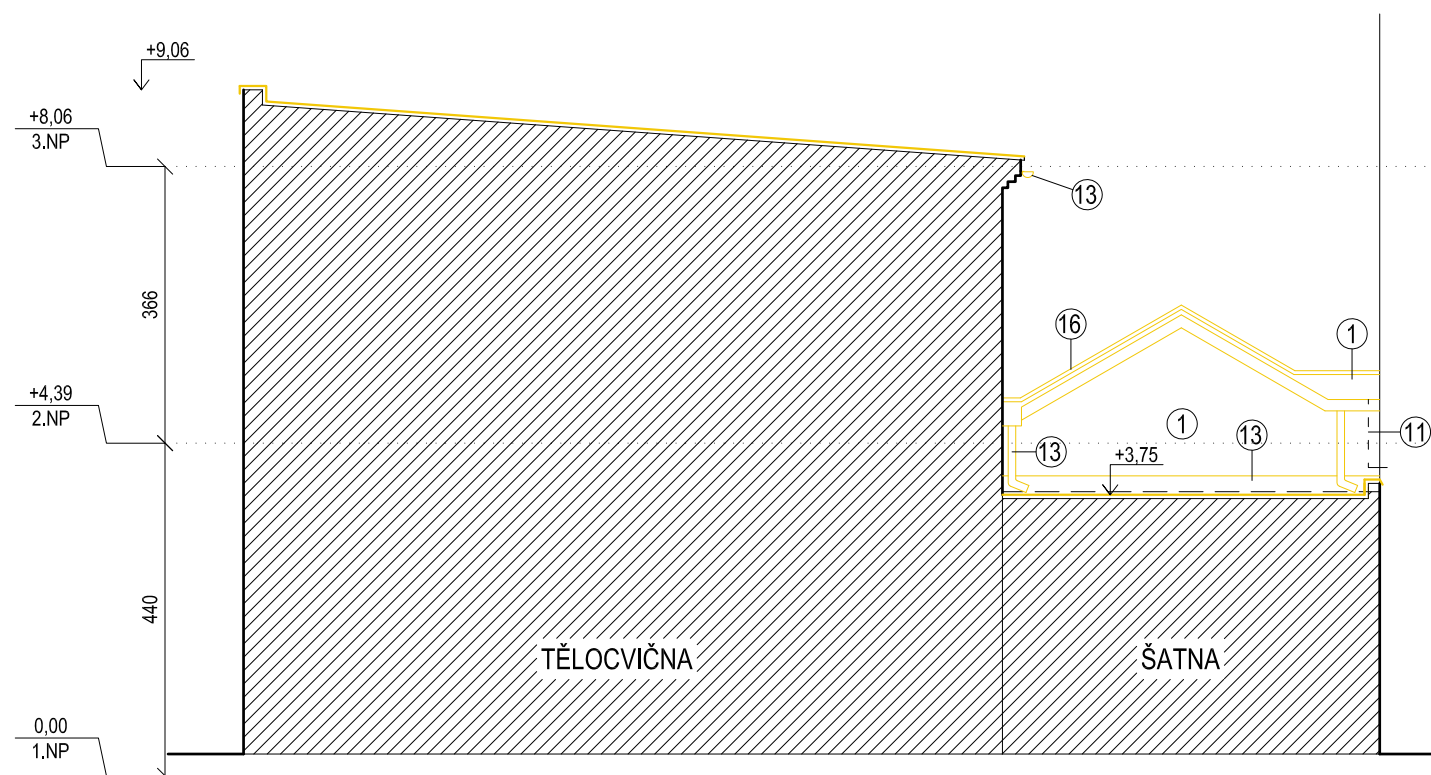 +9,06
+8,06
3.NP
13
366
16
1
+4,39
2.NP
1
11
13
13
+3,75
440
TĚLOCVIČNA
ŠATNA
0,00
1.NP